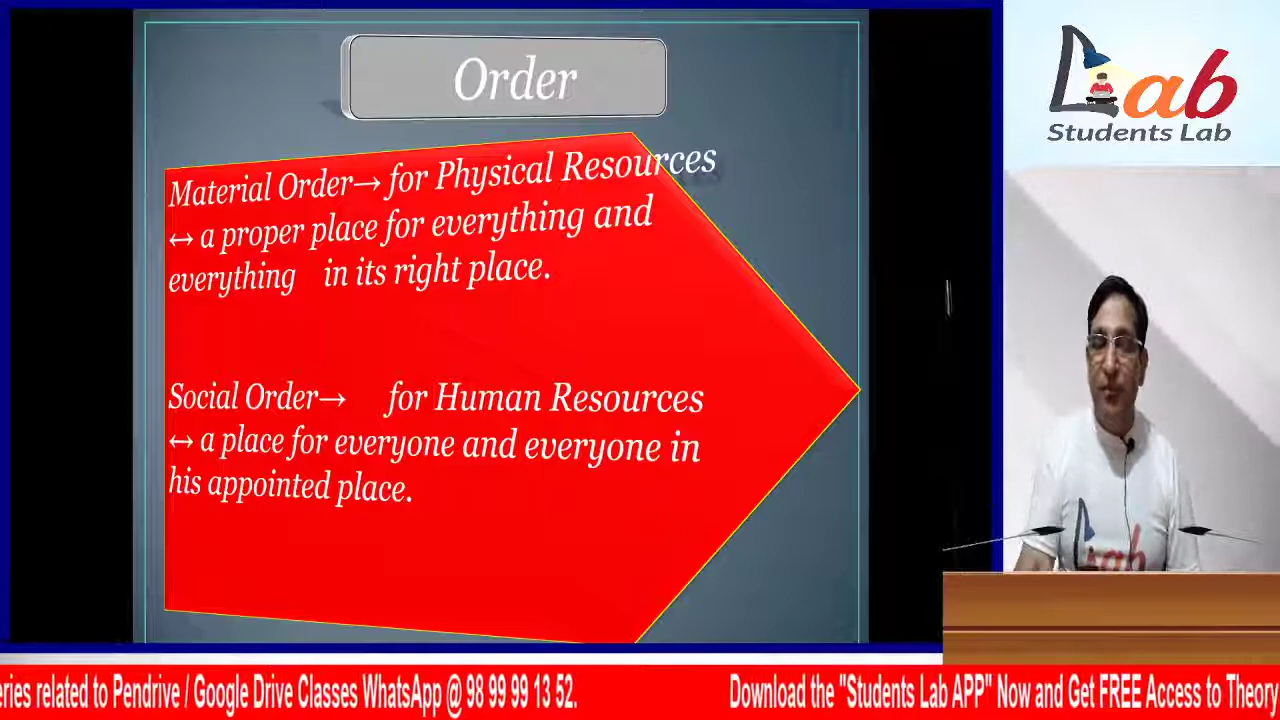 Order
Material Order→ for Physical Resources
↔ a proper place for everything and
everything in its right place.
Social Order→ for Human Resources
↔ a place for everyone and everyone in
his appointed place.
Lab
Students Lab
Lab
eries related to Pendrive / Google Drive Classes WhatsApp @ 98 99 99 13 52.
Download the "Students Lab APP" Now and Get FREE Access to Theory